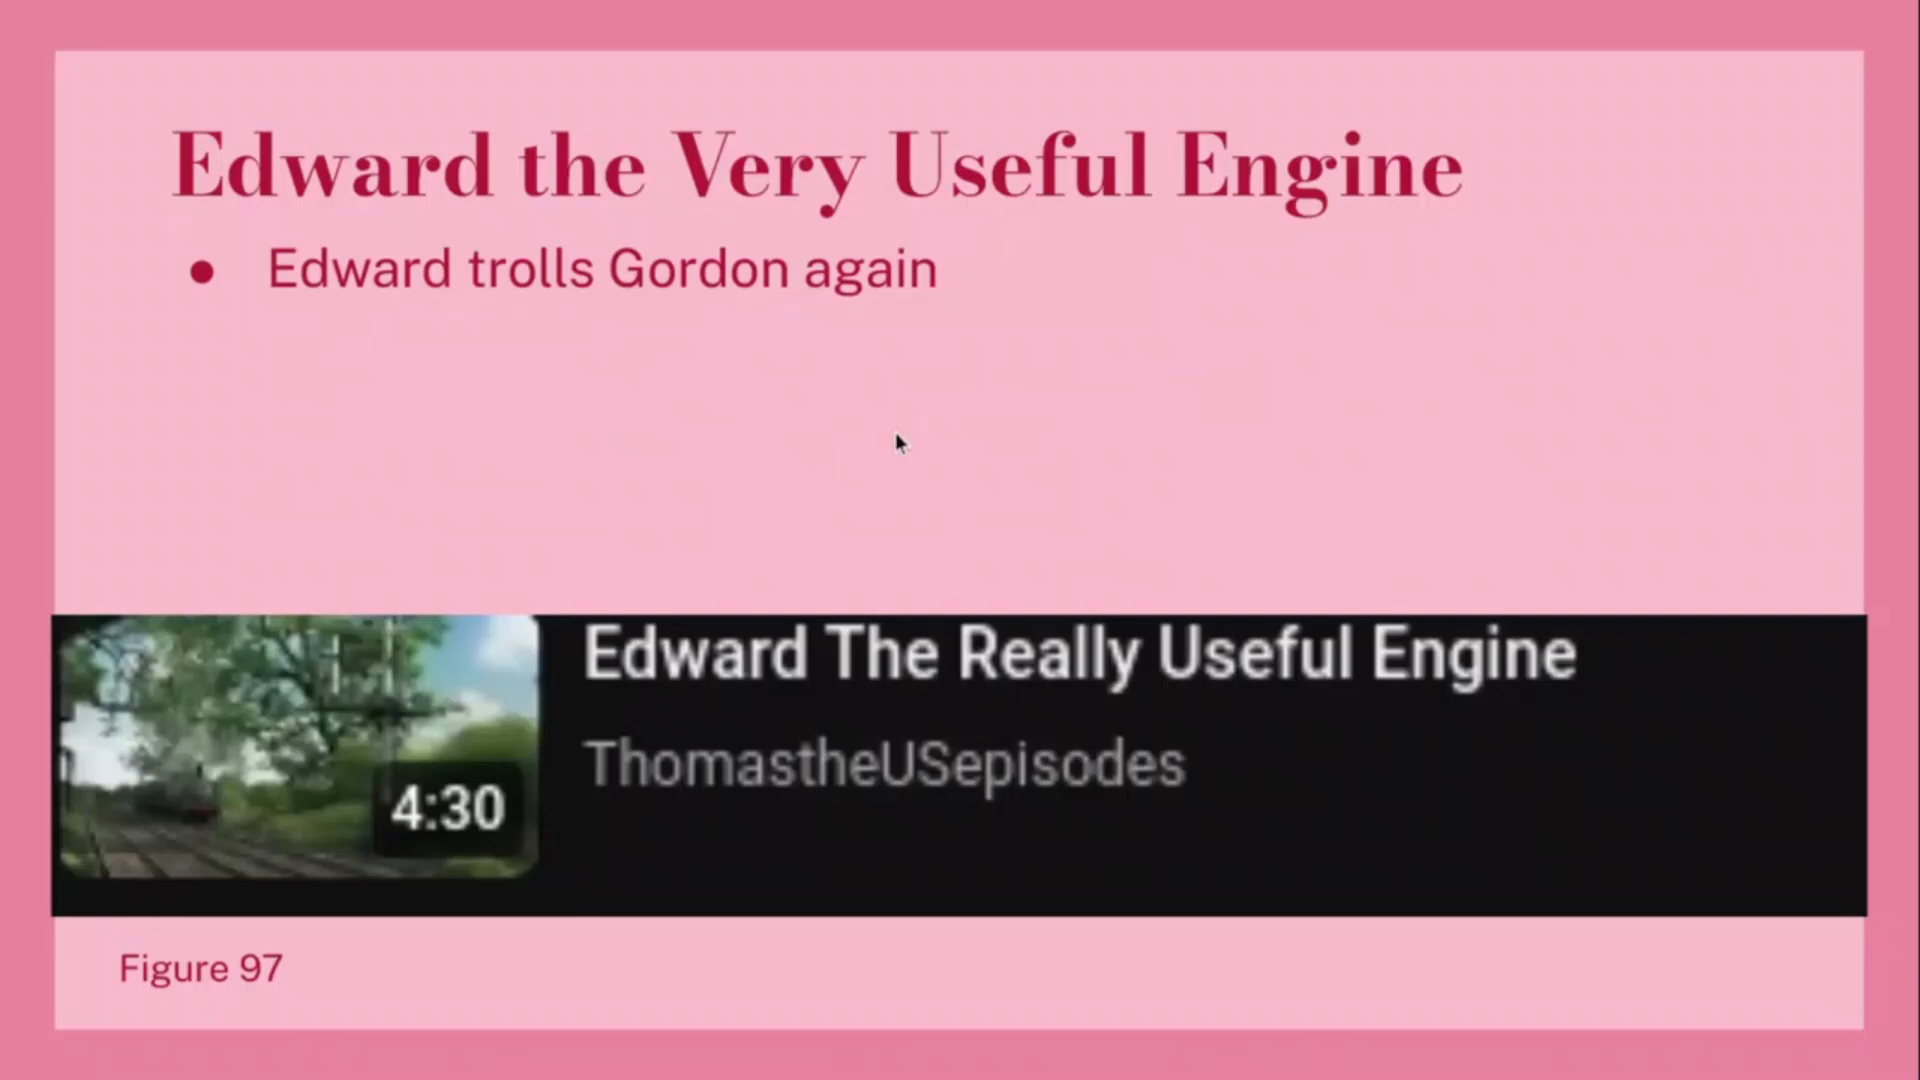 Edward the Very Useful Engine
● Edward trolls Gordon again
Edward The Really Useful Engine
ThomastheUSepisodes
4:30
Figure 97